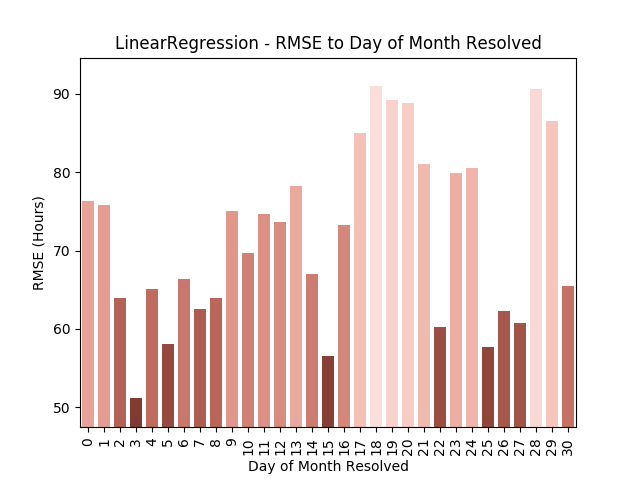 LinearRegression - RMSE to Day of Month Resolved
RMSE (Hours)
90
80
70
60
50
0 1 2 3 4 5 6 7 8 9 10 11 12 13 14 15 16 17 18 19 20 21 22 23 24 25 26 27 28 29 30
Day of Month Resolved